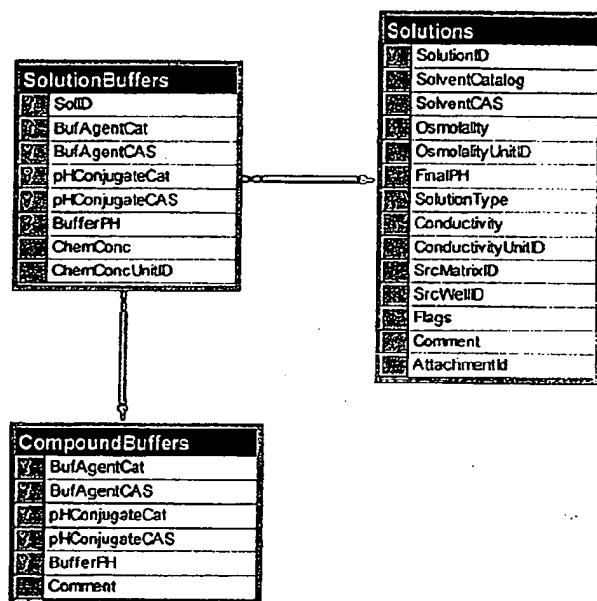 Solutions
SolutionID
SolventCatalog
SolventCAS
Osmolality
OsmolalityUnitID
FinalPH
SolutionType
Conductivity
ConductivityUnitID
SrcMatrixID
SrcWellID
Flags
Comment
AttachmentId
SolutionBuffers
SolID
BufAgentCat
BufAgentCAS
pHConjugateCat
pHConjugateCAS
BufferPH
ChemConc
ChemConcUnitID
CompoundBuffers
BufAgentCat
BufAgentCAS
pHConjugateCat
pHConjugateCAS
BufferPH
Comment